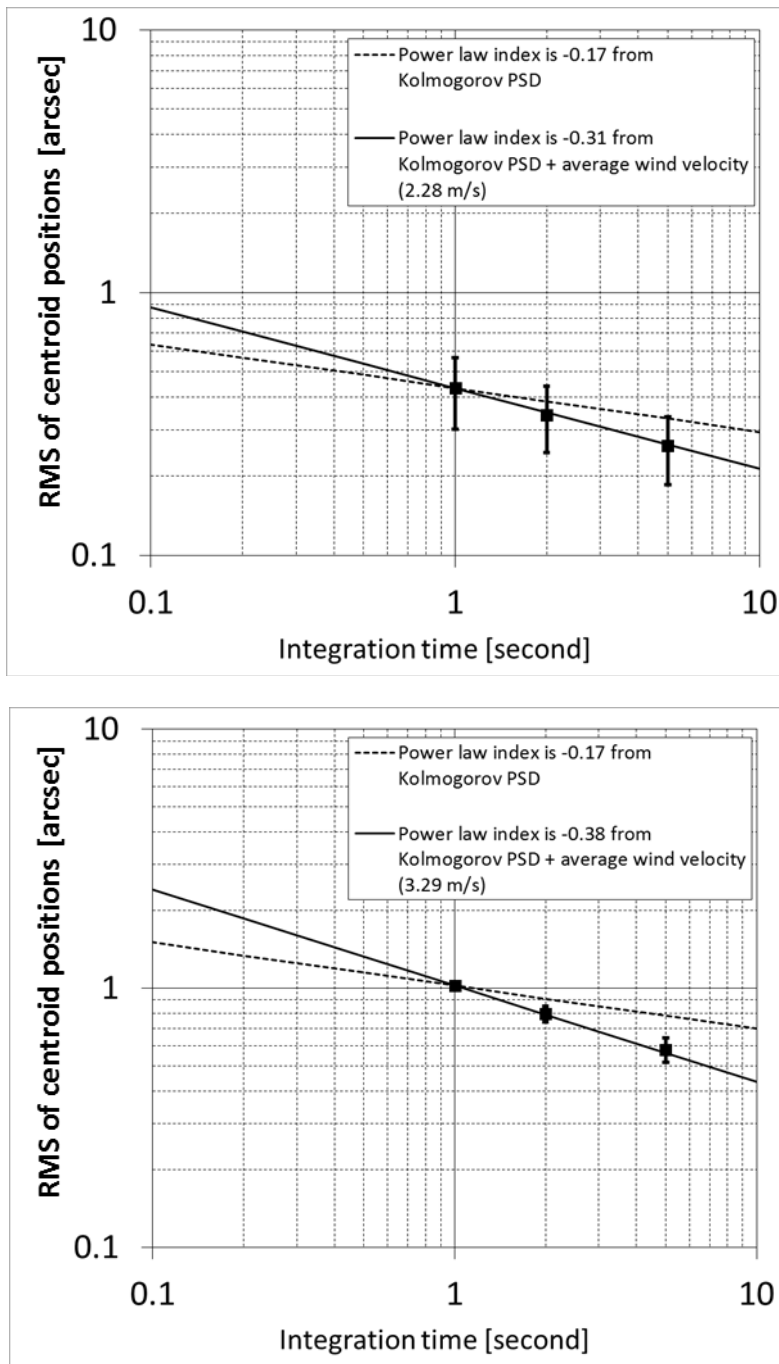 10
Power law index is -0.17 from
Kolmogorov PSD
Power law index is -0.31 from
Kolmogorov PSD + average wind velocity
(2.28 m/s)
RMS of centroid positions [arcsec]
1
0.1
0.1 1 10
Integration time [second]
10
Power law index is -0.17 from
Kolmogorov PSD
Power law index is -0.38 from
Kolmogorov PSD + average wind velocity
(3.29 m/s)
RMS of centroid positions [arcsec]
1
0.1
0.1 1 10
Integration time [second]